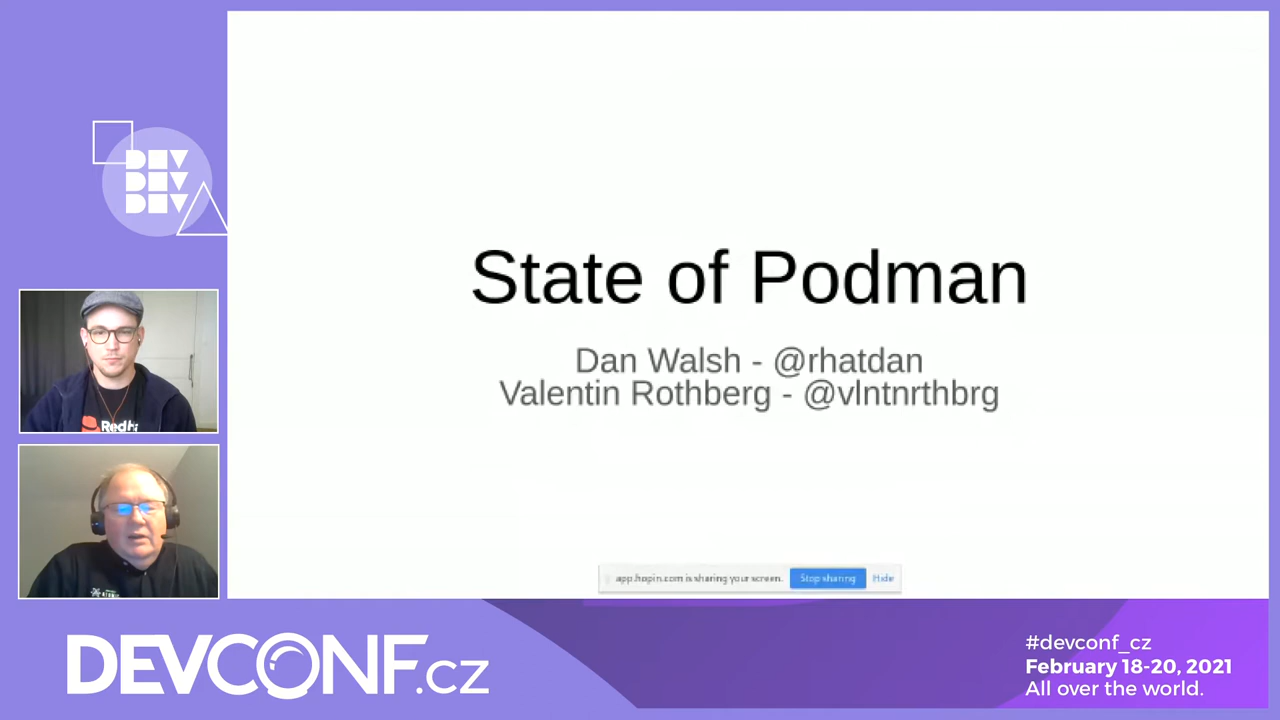 DEV
DEV
DEV
State of Podman
Dan Walsh - @rhatdan
Valentin Rothberg - @vlntnrthbrg
app.hopin.com is sharing your screen. Stop sharing Hide
DEVCONF.cz
#devconf_cz
February 18-20, 2021
All over the world.